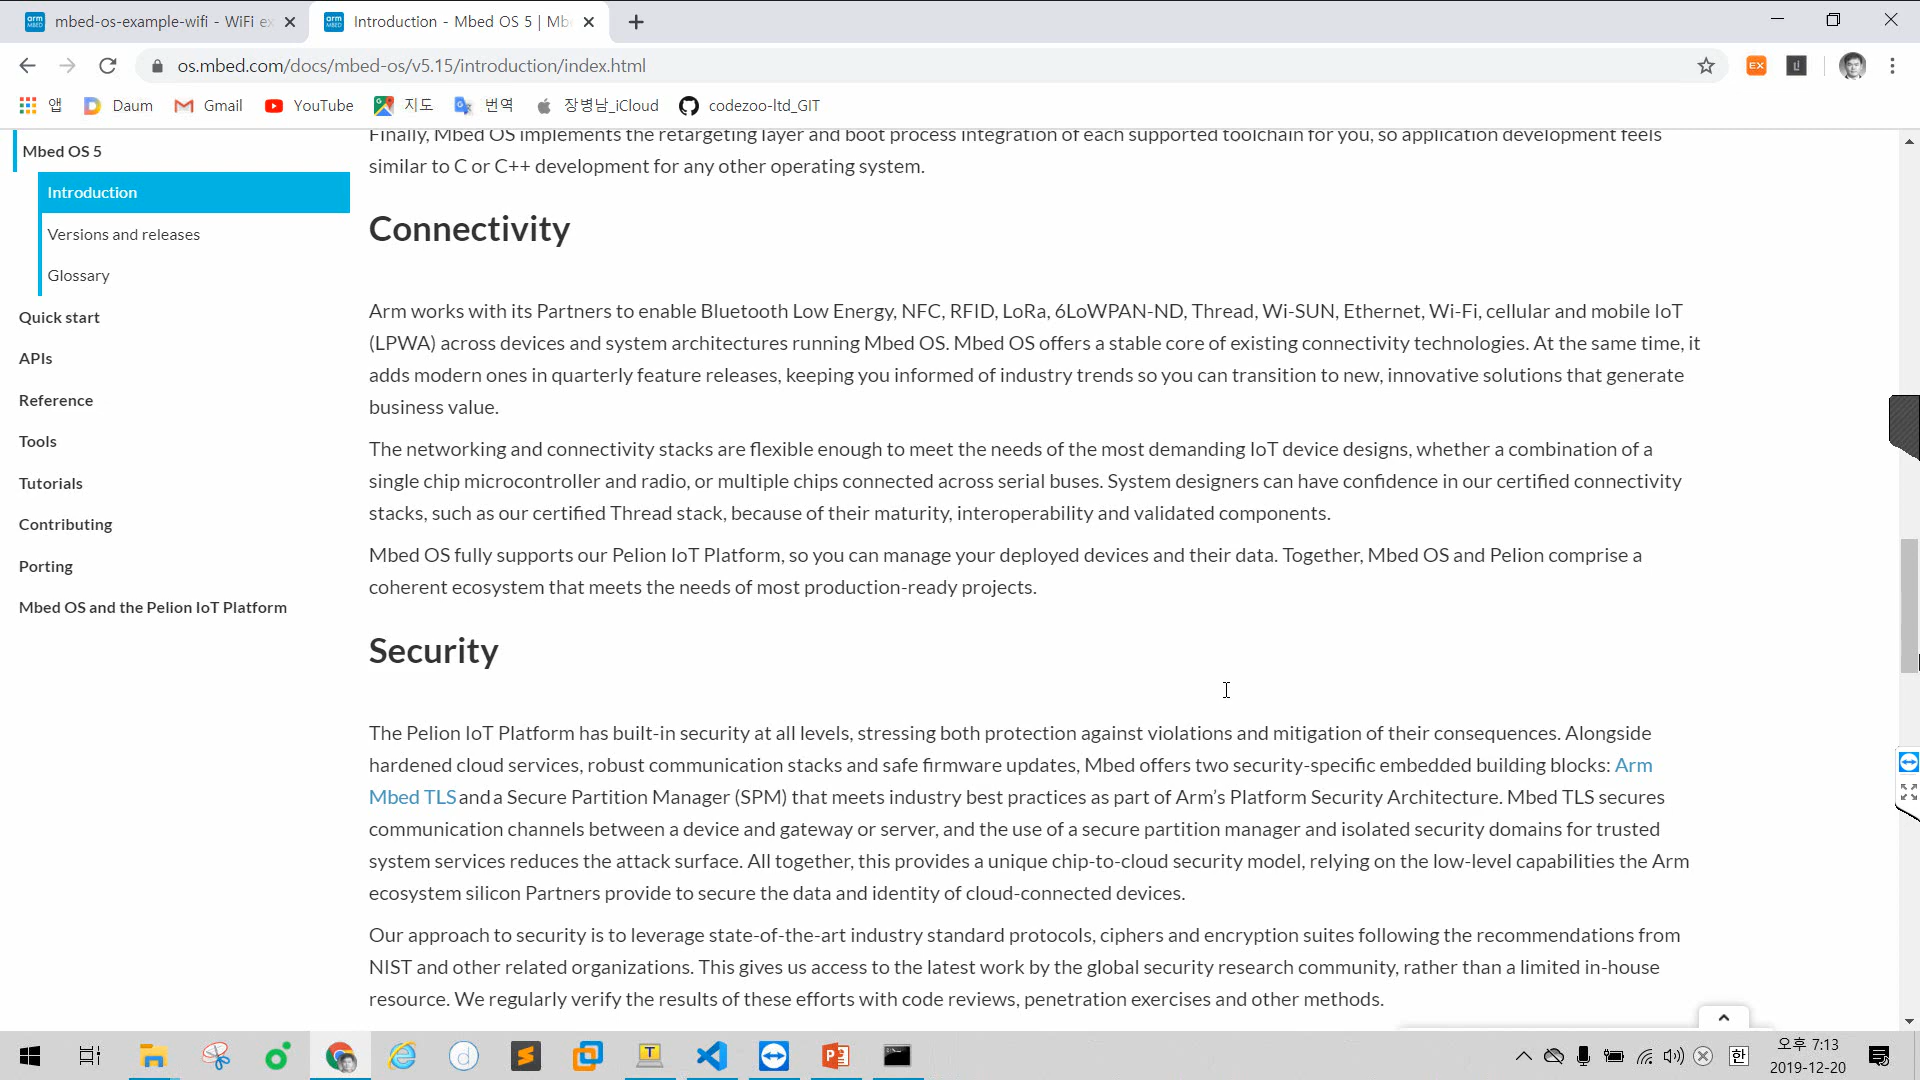 mbed-os-example-wifi - WiFi ex
Introduction - Mbed OS 5 | Mb
os.mbed.com/docs/mbed-os/v5.15/introduction/index.html
앱 Daum Gmail YouTube 지도 번역 장병남_iCloud codezoo-ltd_GIT
Mbed OS 5
Introduction
Versions and releases
Glossary
Quick start
APIs
Reference
Tools
Tutorials
Contributing
Porting
Mbed OS and the Pelion IoT Platform
Finally, Mbed OS implements the retargeting layer and boot process integration of each supported toolchain for you, so application development feels
similar to C or C++ development for any other operating system.
Connectivity
Arm works with its Partners to enable Bluetooth Low Energy, NFC, RFID, LoRa, 6LoWPAN-ND, Thread, Wi-SUN, Ethernet, Wi-Fi, cellular and mobile IoT
(LPWA) across devices and system architectures running Mbed OS. Mbed OS offers a stable core of existing connectivity technologies. At the same time, it
adds modern ones in quarterly feature releases, keeping you informed of industry trends so you can transition to new, innovative solutions that generate
business value.
The networking and connectivity stacks are flexible enough to meet the needs of the most demanding IoT device designs, whether a combination of a
single chip microcontroller and radio, or multiple chips connected across serial buses. System designers can have confidence in our certified connectivity
stacks, such as our certified Thread stack, because of their maturity, interoperability and validated components.
Mbed OS fully supports our Pelion IoT Platform, so you can manage your deployed devices and their data. Together, Mbed OS and Pelion comprise a
coherent ecosystem that meets the needs of most production-ready projects.
Security
The Pelion IoT Platform has built-in security at all levels, stressing both protection against violations and mitigation of their consequences. Alongside
hardened cloud services, robust communication stacks and safe firmware updates, Mbed offers two security-specific embedded building blocks: Arm
Mbed TLS and a Secure Partition Manager (SPM) that meets industry best practices as part of Arm’s Platform Security Architecture. Mbed TLS secures
communication channels between a device and gateway or server, and the use of a secure partition manager and isolated security domains for trusted
system services reduces the attack surface. All together, this provides a unique chip-to-cloud security model, relying on the low-level capabilities the Arm
ecosystem silicon Partners provide to secure the data and identity of cloud-connected devices.
Our approach to security is to leverage state-of-the-art industry standard protocols, ciphers and encryption suites following the recommendations from
NIST and other related organizations. This gives us access to the latest work by the global security research community, rather than a limited in-house
resource. We regularly verify the results of these efforts with code reviews, penetration exercises and other methods.
한
오후 7:13
2019-12-20